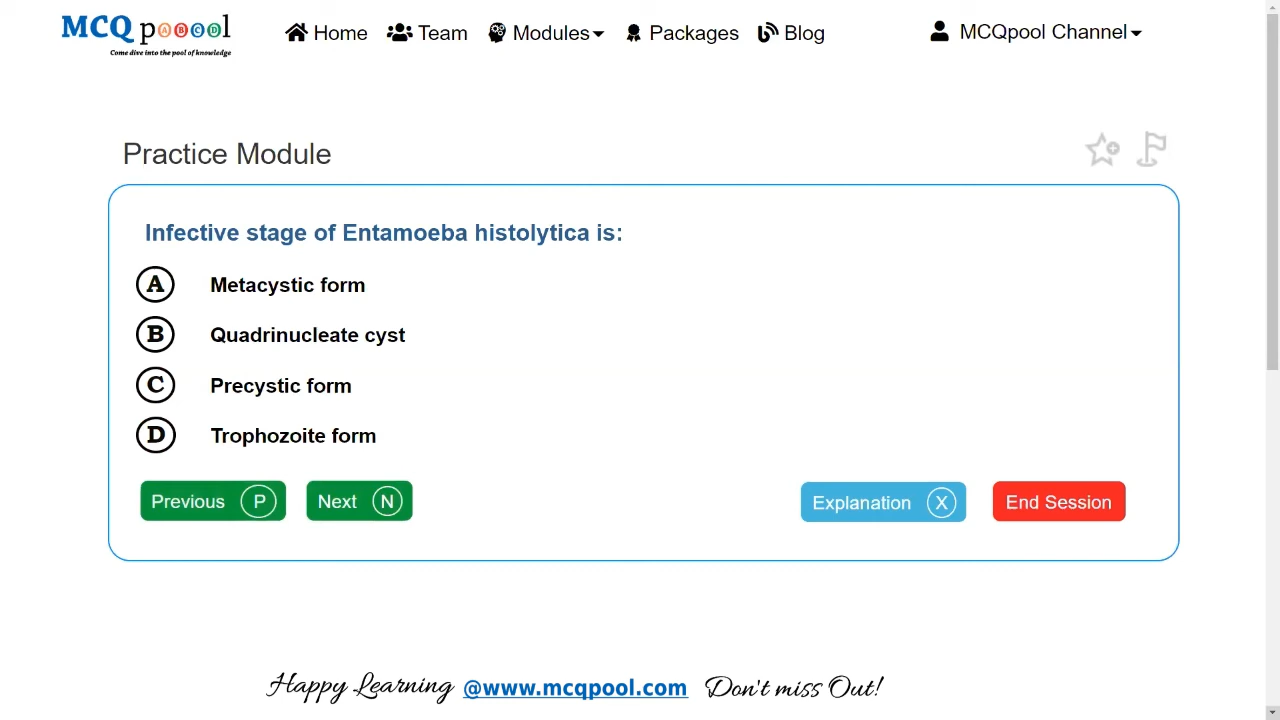 MCQ pooool Home Team Modules Packages Blog MCQpool Channel
A B C D
Come dive into the pool of knowledge
Practice Module
Infective stage of Entamoeba histolytica is:
A Metacystic form
B Quadrinucleate cyst
C Precystic form
D Trophozoite form
Previous P Next N Explanation X End Session
Happy Learning @www.mcqpool.com Don't miss Out!